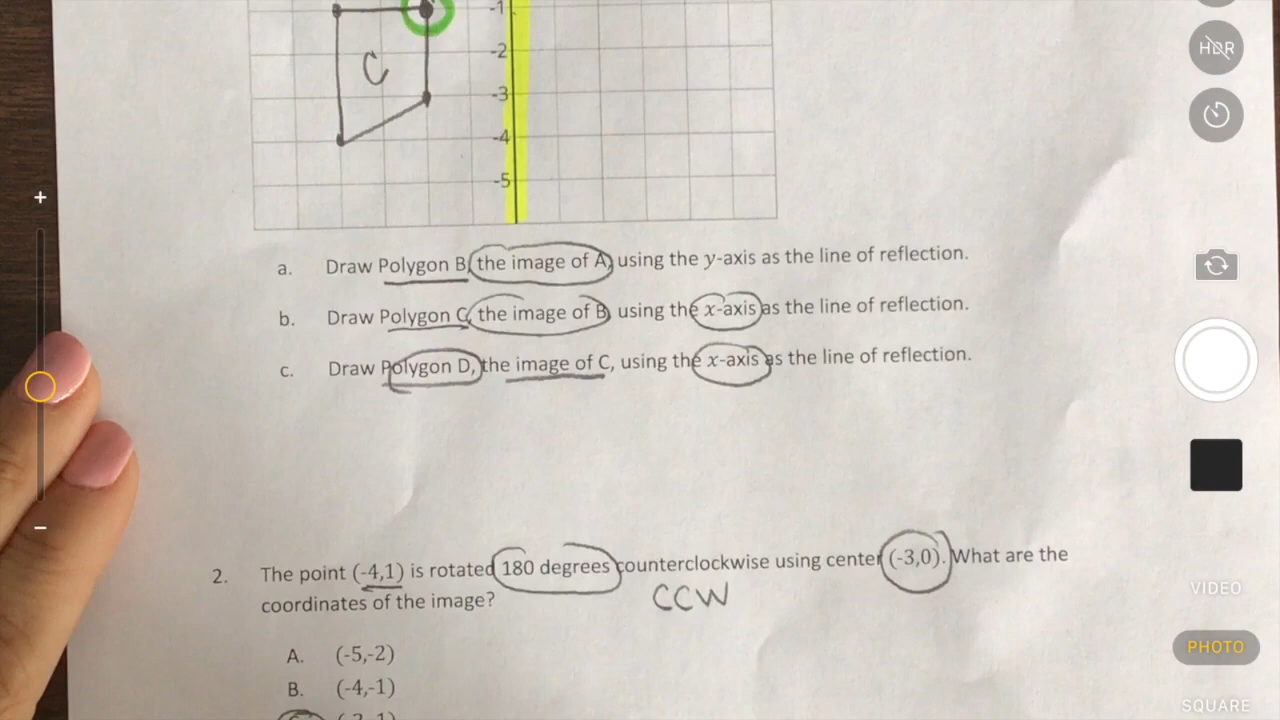 -1
C
-2
-3
-4
-5
a. Draw Polygon B, the image of A, using the y-axis as the line of reflection.
b. Draw Polygon C, the image of B, using the x-axis as the line of reflection.
c. Draw Polygon D, the image of C, using the x-axis as the line of reflection.
2. The point (-4,1) is rotated 180 degrees counterclockwise using center (-3,0). What are the
CCW
coordinates of the image?
A. (-5,-2)
B. (-4,-1)
HDR
+
−
VIDEO
PHOTO
SQUARE